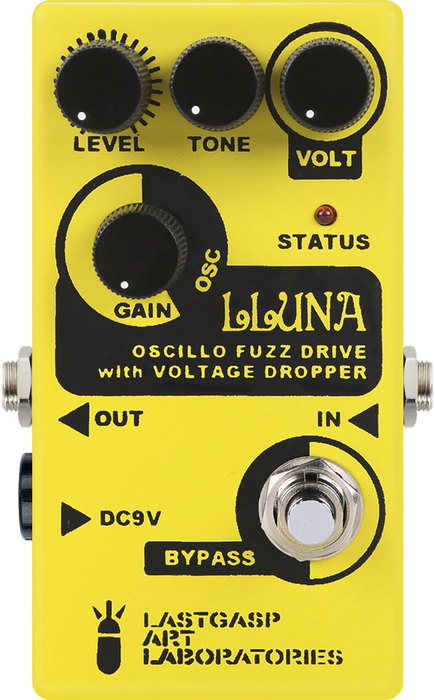 LEVEL
TONE
VOLT
STATUS
OSC
GAIN
LLUNA
OSCILLO FUZZ DRIVE
with VOLTAGE DROPPER
OUT
IN
DC9V
BYPASS
LASTGASP
ART
LABORATORIES